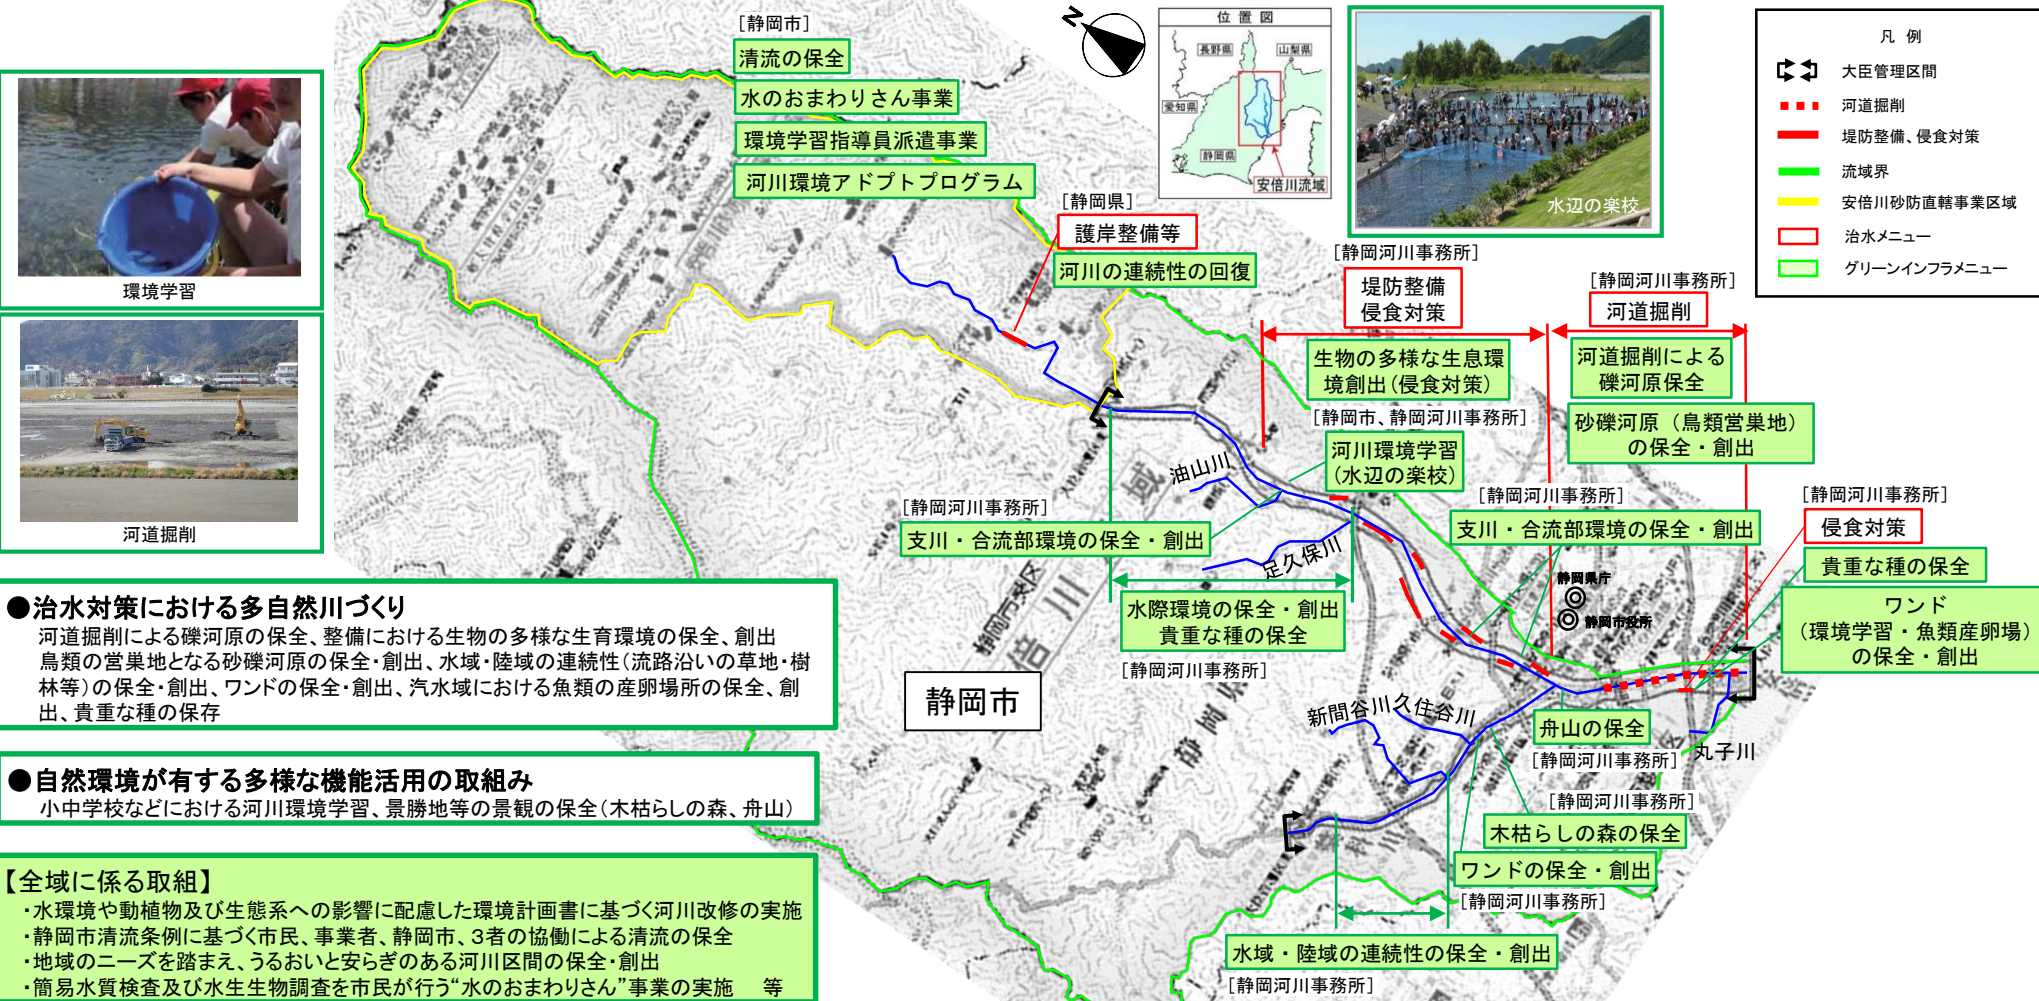 [静岡市]
清流の保全
水のおまわりさん事業
環境学習指導員派遣事業
河川環境アドプトプログラム
環境学習
河道掘削
N
位置図
長野県
山梨県
愛知県
静岡県
安倍川流域
水辺の楽校
凡 例
大臣管理区間
河道掘削
堤防整備、侵食対策
流域界
安倍川砂防直轄事業区域
治水メニュー
グリーンインフラメニュー
[静岡県]
護岸整備等
河川の連続性の回復
[静岡河川事務所]
堤防整備
侵食対策
生物の多様な生息環
境創出(侵食対策)
[静岡河川事務所]
河道掘削
河道掘削による
礫河原保全
砂礫河原（鳥類営巣地）
の保全・創出
[静岡市、静岡河川事務所]
河川環境学習
(水辺の楽校)
油山川
[静岡河川事務所]
支川・合流部環境の保全・創出
足久保川
[静岡河川事務所]
支川・合流部環境の保全・創出
[静岡河川事務所]
侵食対策
貴重な種の保全
ワンド
（環境学習・魚類産卵場）
の保全・創出
静岡県庁
静岡市役所
水際環境の保全・創出
貴重な種の保全
[静岡河川事務所]
静岡市
新間谷川
久住谷川
舟山の保全
[静岡河川事務所]
丸子川
[静岡河川事務所]
木枯らしの森の保全
ワンドの保全・創出
[静岡河川事務所]
水域・陸域の連続性の保全・創出
[静岡河川事務所]
●治水対策における多自然川づくり
河道掘削による礫河原の保全、整備における生物の多様な生育環境の保全、創出
鳥類の営巣地となる砂礫河原の保全・創出、水域・陸域の連続性(流路沿いの草地・樹
林等)の保全・創出、ワンドの保全・創出、汽水域における魚類の産卵場所の保全、創
出、貴重な種の保存
●自然環境が有する多様な機能活用の取組み
小中学校などにおける河川環境学習、景勝地等の景観の保全(木枯らしの森、舟山)
【全域に係る取組】
・水環境や動植物及び生態系への影響に配慮した環境計画書に基づく河川改修の実施
・静岡市清流条例に基づく市民、事業者、静岡市、3者の協働による清流の保全
・地域のニーズを踏まえ、うるおいと安らぎのある河川区間の保全・創出
・簡易水質検査及び水生生物調査を市民が行う“水のおまわりさん”事業の実施　等